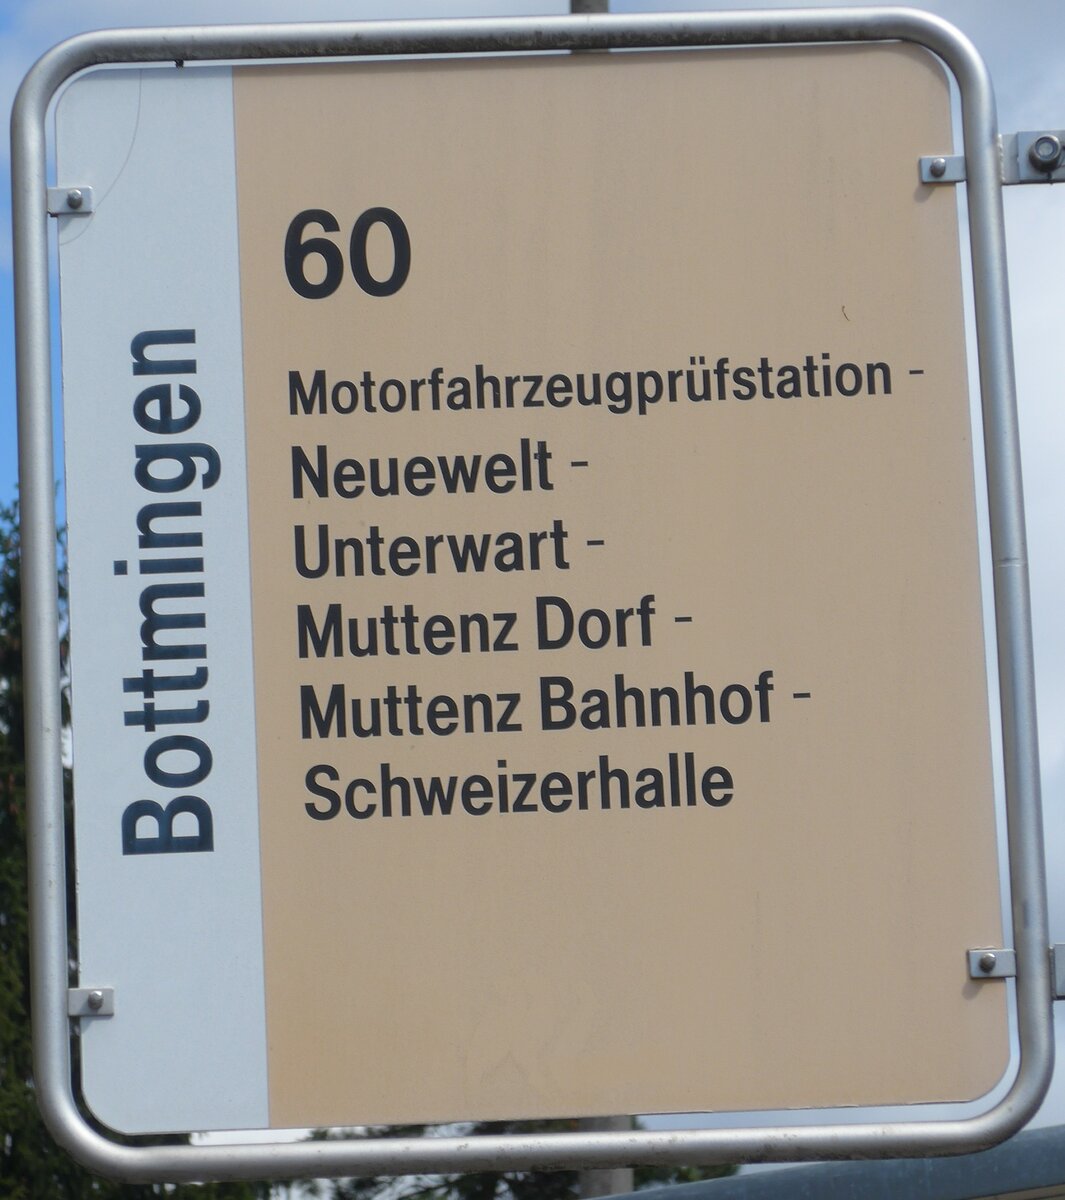 Bottmingen
60
Motorfahrzeugprüfstation -
Neuewelt -
Unterwart -
Muttenz Dorf -
Muttenz Bahnhof -
Schweizerhalle